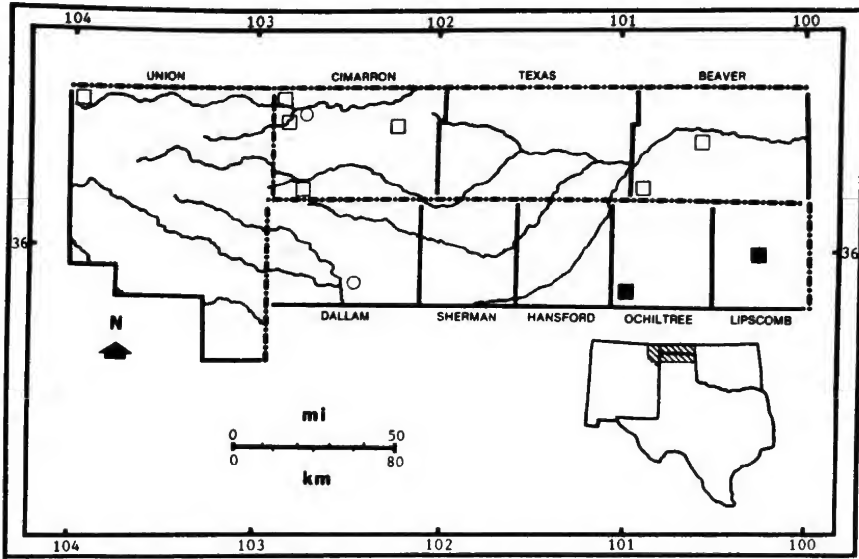 104 103 102 101 100
UNION CIMARRON TEXAS BEAVER
36 36
DALLAM SHERMAN HANSFORD OCHILTREE LIPSCOMB
N
mi
0 50
0 80
km
104 103 102 101 100